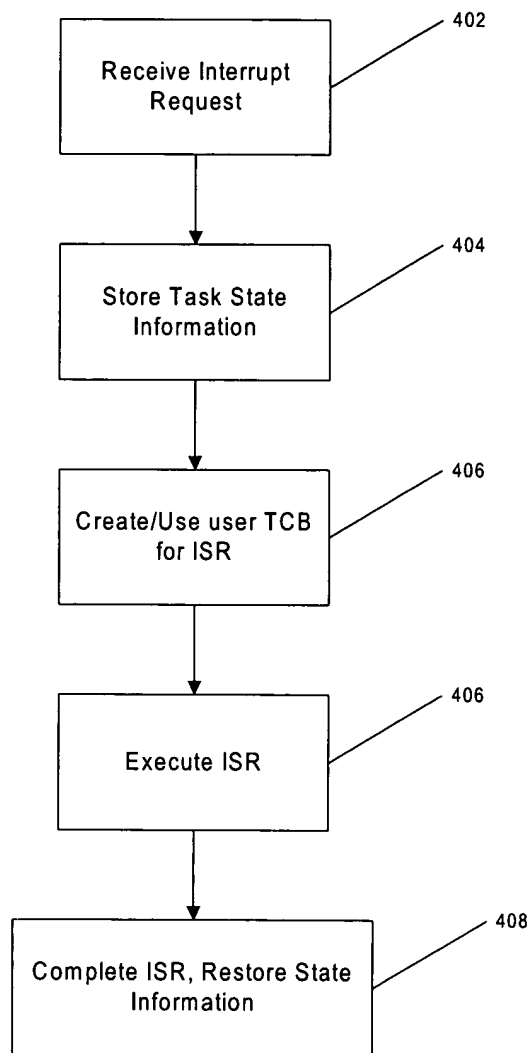 402
Receive Interrupt
Request
404
Store Task State
Information
406
Create/Use user TCB
for ISR
406
Execute ISR
408
Complete ISR, Restore State
Information